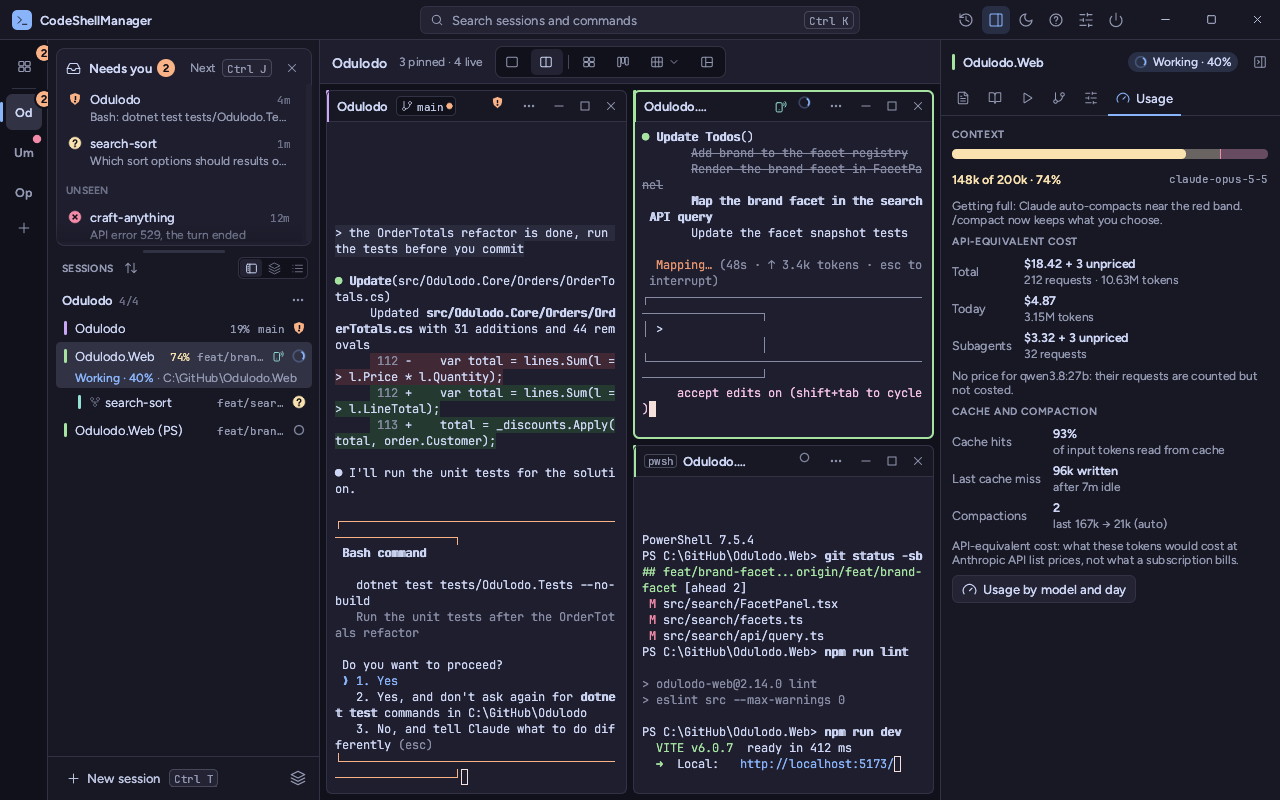 CodeShellManager
Search sessions and commands
Ctrl K
2
Needs you 2 Next Ctrl J
Odulodo 4m
Bash: dotnet test tests/Odulodo.Te…
search-sort 1m
Which sort options should results o…
UNSEEN
craft-anything 12m
API error 529, the turn ended
2
Od
Um
Op
SESSIONS
Odulodo 4/4
Odulodo 19% main
Odulodo.Web 74% feat/bran…
Working · 40% · C:\GitHub\Odulodo.Web
search-sort feat/sear…
Odulodo.Web (PS) feat/bran…
New session Ctrl T
Odulodo 3 pinned · 4 live
Odulodo main
> the OrderTotals refactor is done, run
the tests before you commit
Update(src/Odulodo.Core/Orders/OrderTo
tals.cs)
Updated src/Odulodo.Core/Orders/Ord
erTotals.cs with 31 additions and 44 rem
ovals
112 - var total = lines.Sum(l =
> l.Price * l.Quantity);
112 + var total = lines.Sum(l =
> l.LineTotal);
113 + total = _discounts.Apply(
total, order.Customer);
I'll run the unit tests for the soluti
on.
Bash command
dotnet test tests/Odulodo.Tests --no-
build
Run the unit tests after the OrderTot
als refactor
Do you want to proceed?
❯ 1. Yes
2. Yes, and don't ask again for dotne
t test commands in C:\GitHub\Odulodo
3. No, and tell Claude what to do dif
ferently (esc)
Odulodo.…
Update Todos()
Add brand to the facet registry
Render the brand facet in FacetPa
nel
Map the brand facet in the search
API query
Update the facet snapshot tests
Mapping… (48s · ↑ 3.4k tokens · esc to
interrupt)
>
accept edits on (shift+tab to cycle
)
pwsh Odulodo.…
PowerShell 7.5.4
PS C:\GitHub\Odulodo.Web> git status -sb
## feat/brand-facet...origin/feat/brand-
facet [ahead 2]
M src/search/FacetPanel.tsx
M src/search/facets.ts
M src/search/api/query.ts
PS C:\GitHub\Odulodo.Web> npm run lint
> odulodo-web@2.14.0 lint
> eslint src --max-warnings 0
PS C:\GitHub\Odulodo.Web> npm run dev
VITE v6.0.7 ready in 412 ms
➜ Local: http://localhost:5173/
Odulodo.Web Working · 40%
Usage
CONTEXT
148k of 200k · 74% claude-opus-5-5
Getting full: Claude auto-compacts near the red band.
/compact now keeps what you choose.
API-EQUIVALENT COST
Total $18.42 + 3 unpriced
212 requests · 10.63M tokens
Today $4.87
3.15M tokens
Subagents $3.32 + 3 unpriced
32 requests
No price for qwen3.8:27b: their requests are counted but
not costed.
CACHE AND COMPACTION
Cache hits 93%
of input tokens read from cache
Last cache miss 96k written
after 7m idle
Compactions 2
last 167k → 21k (auto)
API-equivalent cost: what these tokens would cost at
Anthropic API list prices, not what a subscription bills.
Usage by model and day